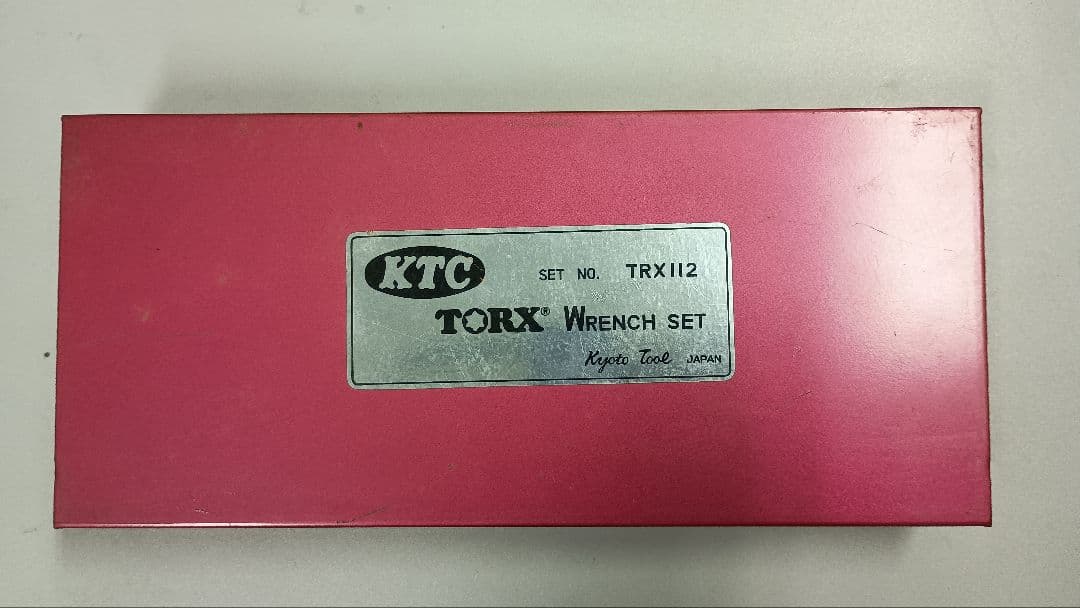 KTC SET NO. TRX112
TORX® WRENCH SET
Kyoto Tool JAPAN